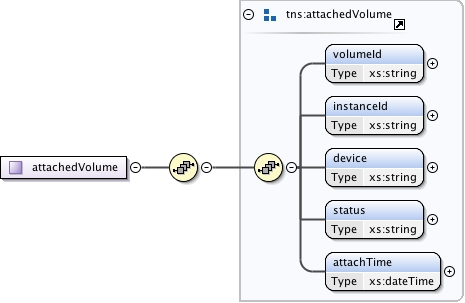 tns:attachedVolume
volumeId
Type xs:string
instanceId
Type xs:string
device
Type xs:string
attachedVolume
status
Type xs:string
attachTime
Type xs:dateTime